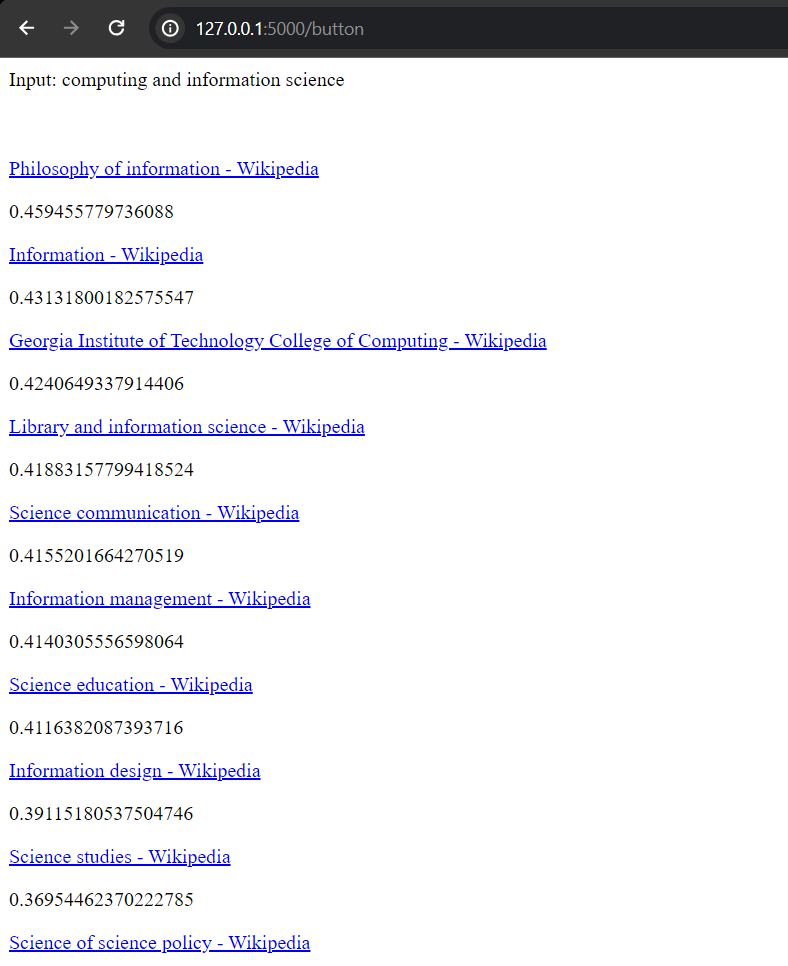 127.0.0.1:5000/button
Input: computing and information science
Philosophy of information - Wikipedia
0.459455779736088
Information - Wikipedia
0.43131800182575547
Georgia Institute of Technology College of Computing - Wikipedia
0.4240649337914406
Library and information science - Wikipedia
0.41883157799418524
Science communication - Wikipedia
0.4155201664270519
Information management - Wikipedia
0.4140305556598064
Science education - Wikipedia
0.4116382087393716
Information design - Wikipedia
0.39115180537504746
Science studies - Wikipedia
0.36954462370222785
Science of science policy - Wikipedia